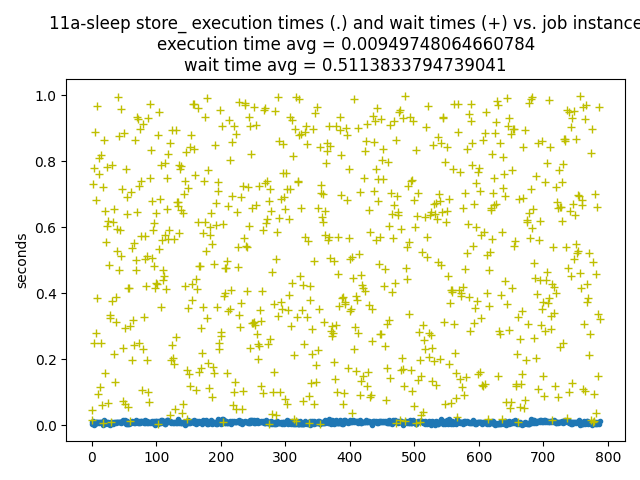 11a-sleep store_ execution times (.) and wait times (+) vs. job instance
execution time avg = 0.00949748064660784
wait time avg = 0.5113833794739041
1.0
0.8
0.6
0.4
0.2
0.0
seconds
0 100 200 300 400 500 600 700 800